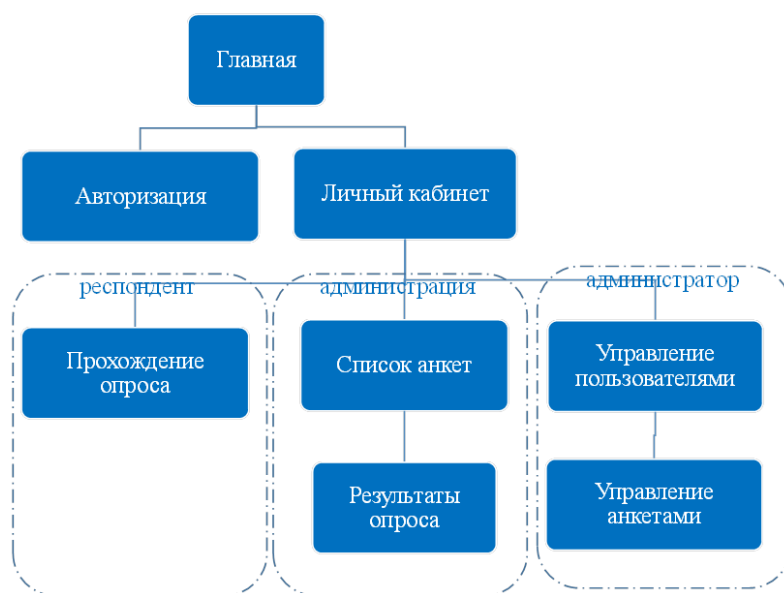 Главная
Авторизация
Личный кабинет
респондент
администрация
администратор
Прохождение
опроса
Список анкет
Управление
пользователями
Результаты
опроса
Управление
анкетами